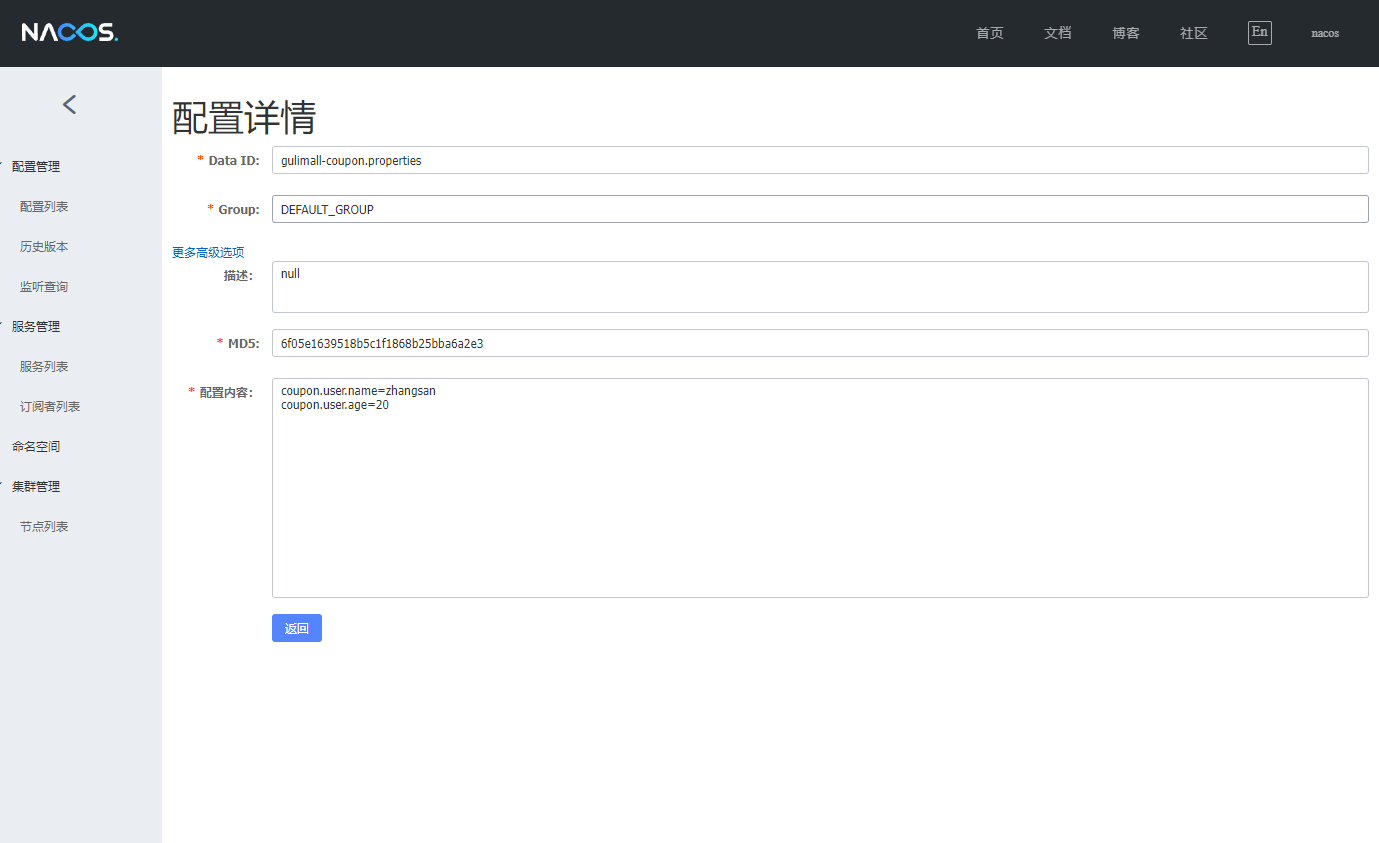 NACOS.
首页 文档 博客 社区 En nacos
配置管理
配置列表
历史版本
监听查询
服务管理
服务列表
订阅者列表
命名空间
集群管理
节点列表
配置详情
* Data ID: gulimall-coupon.properties
* Group: DEFAULT_GROUP
更多高级选项
描述: null
* MD5: 6f05e1639518b5c1f1868b25bba6a2e3
* 配置内容: coupon.user.name=zhangsan
coupon.user.age=20
返回